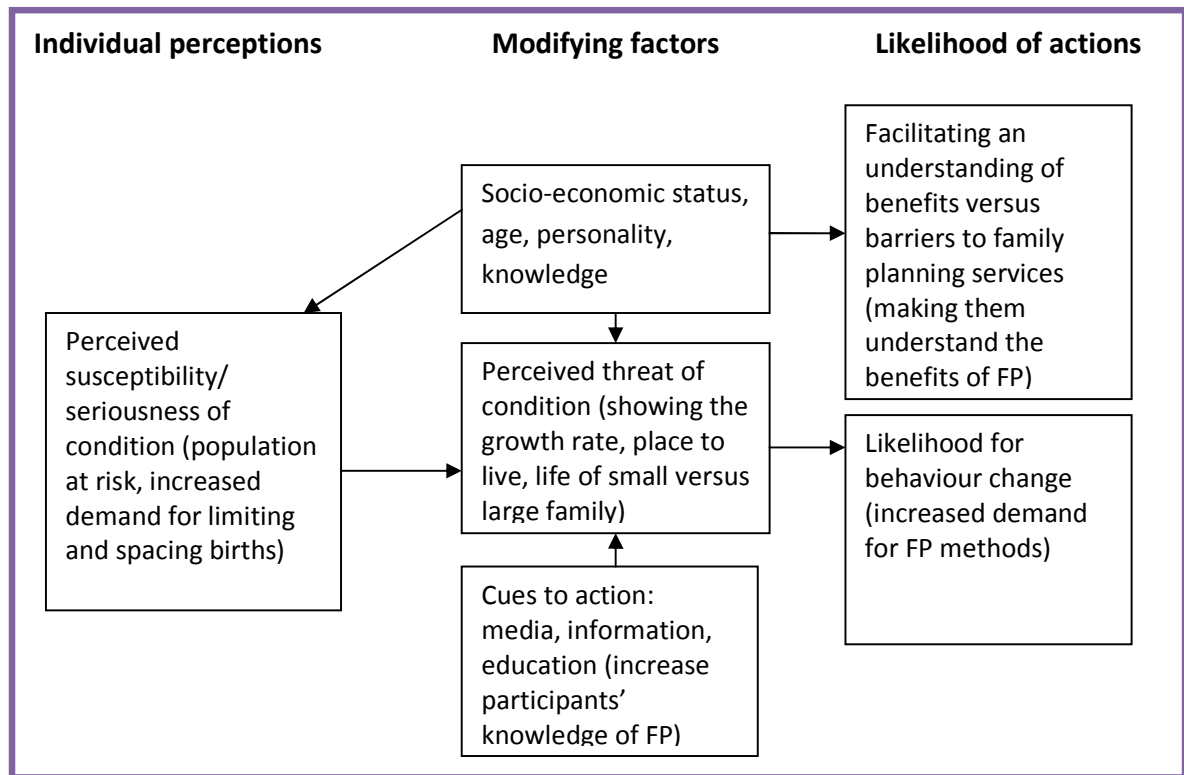 Individual perceptions
Modifying factors
Likelihood of actions
Perceived
susceptibility/
seriousness of
condition (population
at risk, increased
demand for limiting
and spacing births)
Socio-economic status,
age, personality,
knowledge
Perceived threat of
condition (showing the
growth rate, place to
live, life of small versus
large family)
Cues to action:
media, information,
education (increase
participants’
knowledge of FP)
Facilitating an
understanding of
benefits versus
barriers to family
planning services
(making them
understand the
benefits of FP)
Likelihood for
behaviour change
(increased demand
for FP methods)